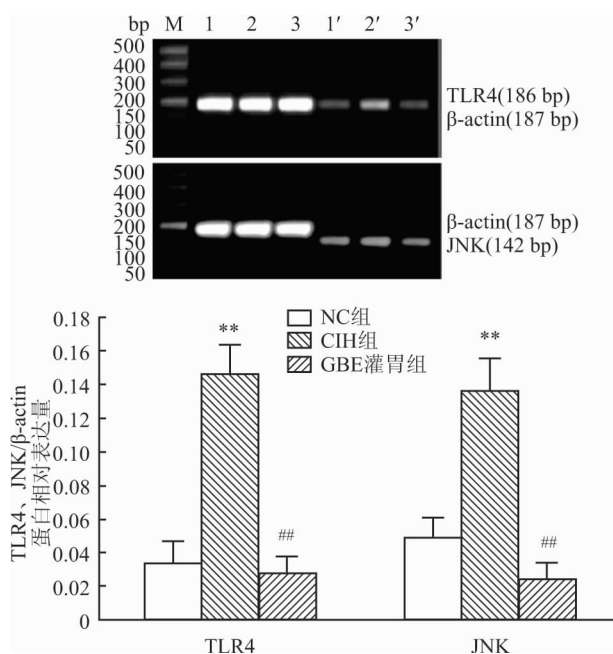 bp M 1 2 3 1′ 2′ 3′
500
400
300
200
150
100
50
TLR4(186 bp)
β-actin(187 bp)
500
400
300
200
150
100
50
β-actin(187 bp)
JNK(142 bp)
TLR4、JNK/β-actin
蛋白相对表达量
0.18
0.16
0.14
0.12
0.10
0.08
0.06
0.04
0.02
0
NC组
CIH组
GBE灌胃组
**
##
**
##
TLR4 JNK